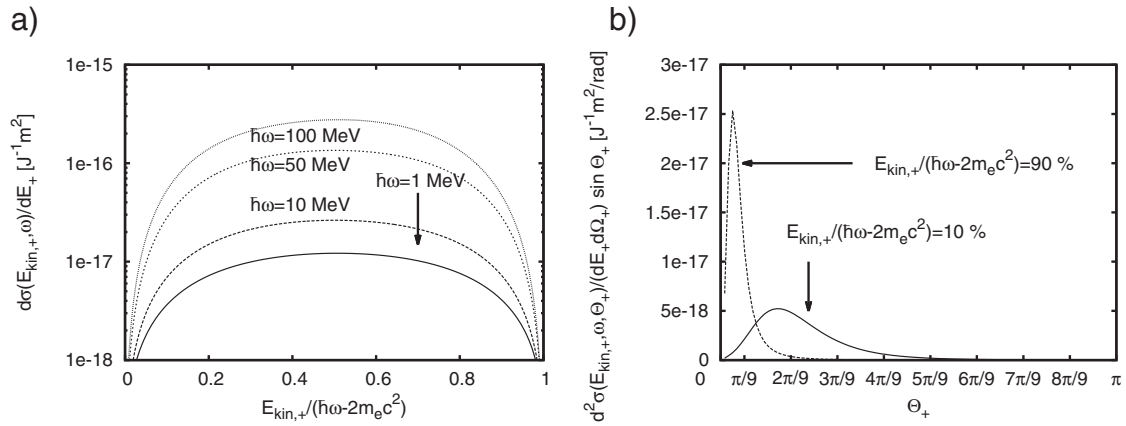 a)
1e-15
1e-16
1e-17
1e-18
dσ(E_kin,+,ω)/dE_+ [J^-1m^2]
ħω=100 MeV
ħω=50 MeV
ħω=1 MeV
ħω=10 MeV
0 0.2 0.4 0.6 0.8 1
E_kin,+/(ħω-2m_ec^2)
b)
3e-17
2.5e-17
2e-17
1.5e-17
1e-17
5e-18
0
d^2σ(E_kin,+,ω,Θ_+)/(dE_+dΩ_+) sin Θ_+ [J^-1m^2/rad]
E_kin,+/(ħω-2m_ec^2)=90 %
E_kin,+/(ħω-2m_ec^2)=10 %
0 π/9 2π/9 3π/9 4π/9 5π/9 6π/9 7π/9 8π/9 π
Θ_+